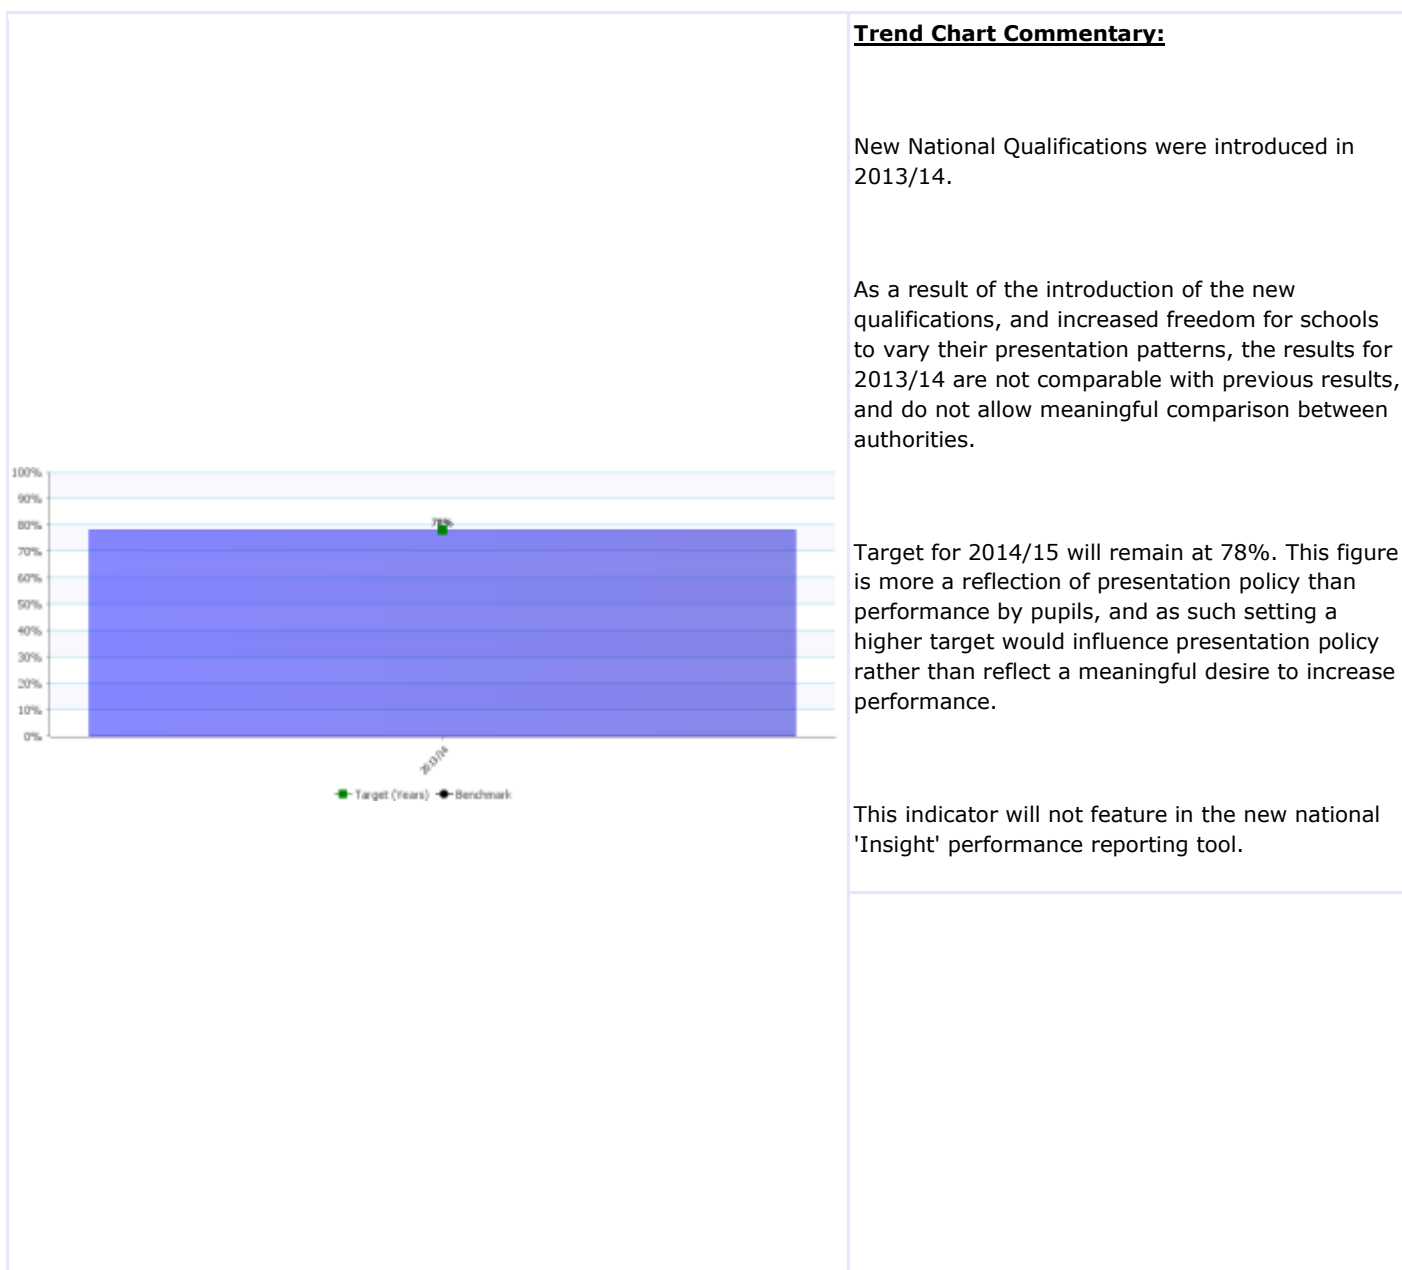 Trend Chart Commentary:
New National Qualifications were introduced in
2013/14.
As a result of the introduction of the new
qualifications, and increased freedom for schools
to vary their presentation patterns, the results for
2013/14 are not comparable with previous results,
and do not allow meaningful comparison between
authorities.
Target for 2014/15 will remain at 78%. This figure
is more a reflection of presentation policy than
performance by pupils, and as such setting a
higher target would influence presentation policy
rather than reflect a meaningful desire to increase
performance.
This indicator will not feature in the new national
'Insight' performance reporting tool.
100%
90%
80%
70%
60%
50%
40%
30%
20%
10%
0%
2013/14
Target (Years) Benchmark